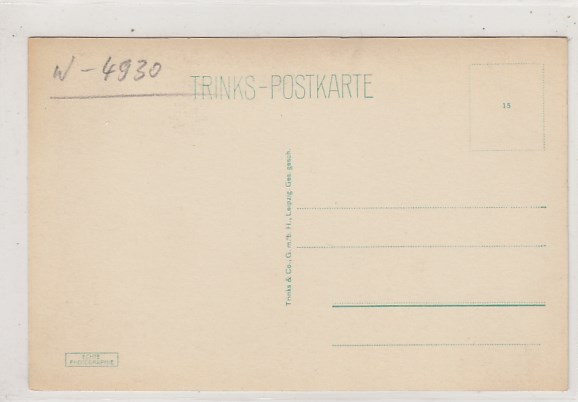 W-4930
TRINKS-POSTKARTE
15
Trinks & Co., G. m. b. H., Leipzig. Ges. gesch.
ECHTE
PHOTOGRAPHIE